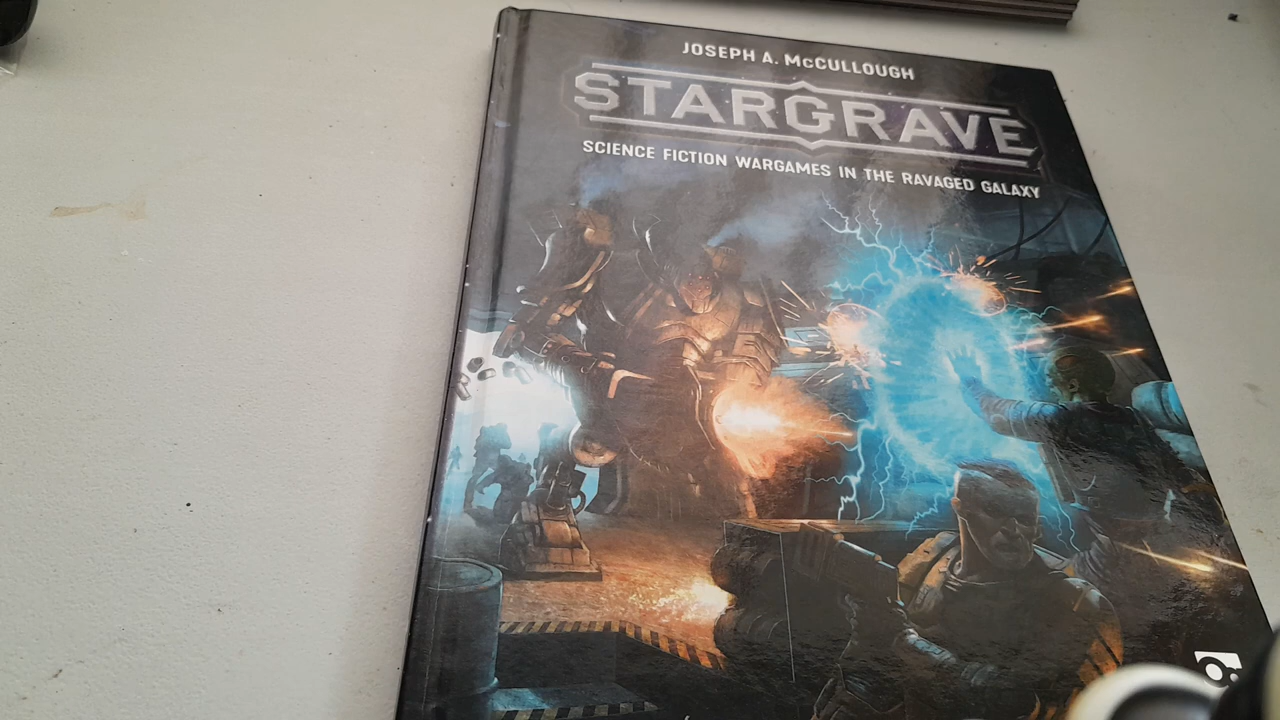 JOSEPH A. McCULLOUGH
STARGRAVE
SCIENCE FICTION WARGAMES IN THE RAVAGED GALAXY